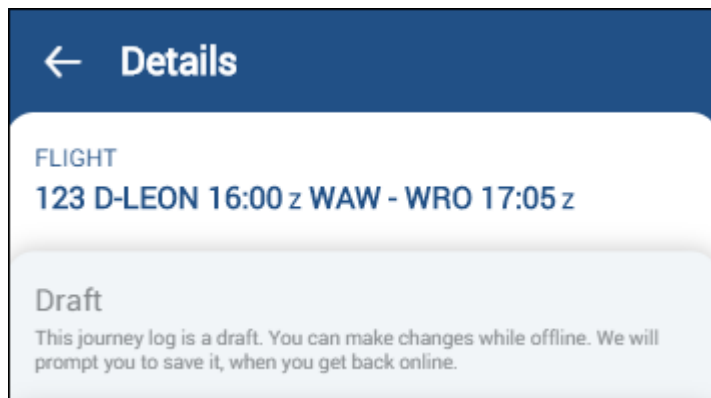 Details
FLIGHT
123 D-LEON 16:00 z WAW - WRO 17:05 z
Draft
This journey log is a draft. You can make changes while offline. We will
prompt you to save it, when you get back online.